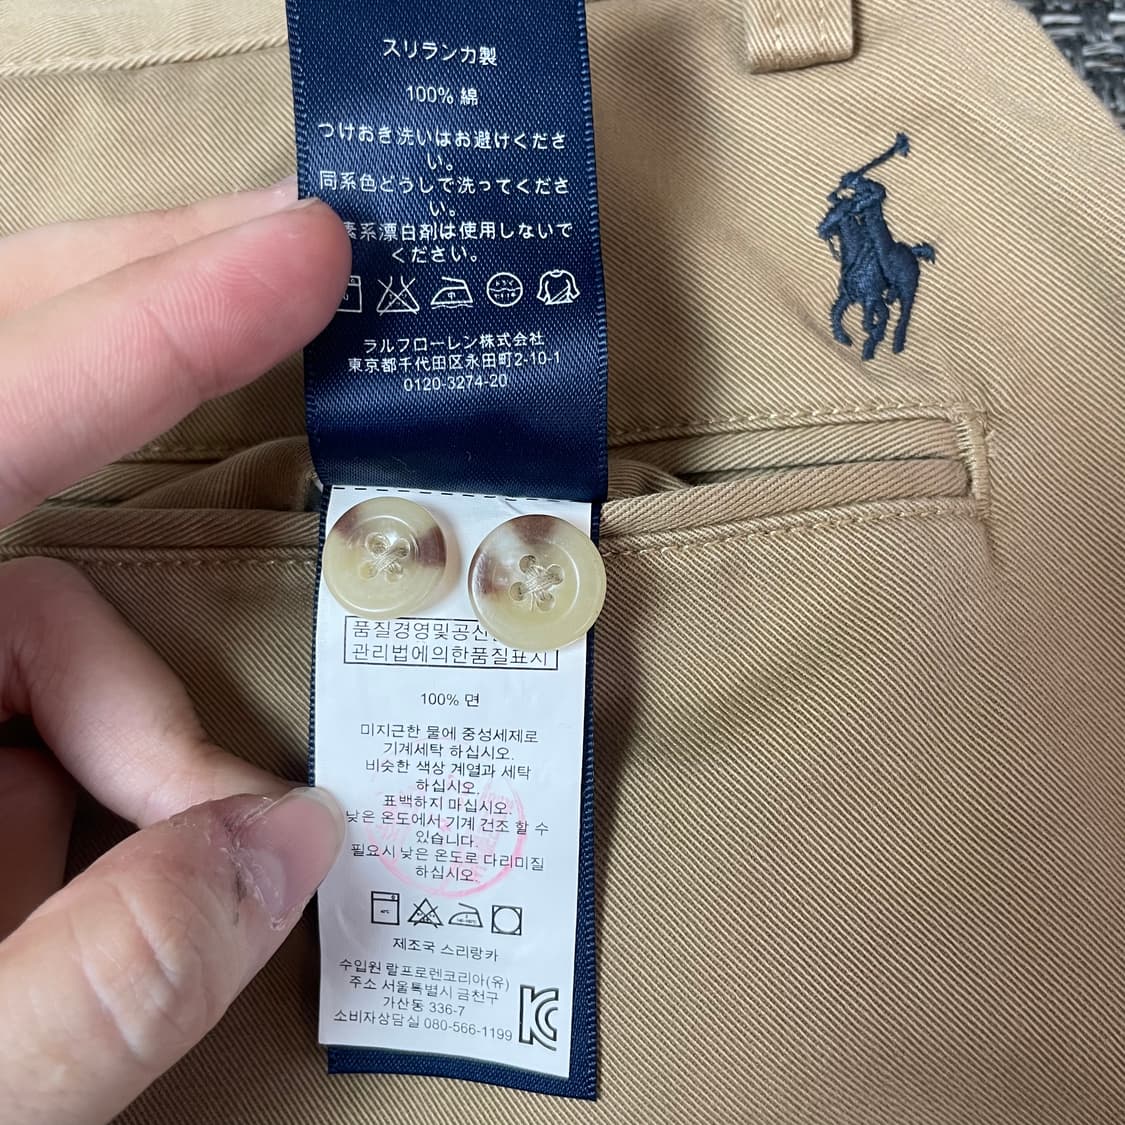 スリランカ製
100% 綿
つけおき洗いはお避けくださ
い。
同系色どうしで洗ってくださ
い。
素系漂白剤は使用しないで
ください。
中
ラルフローレン株式会社
東京都千代田区永田町2-10-1
0120-3274-20
품질경영및공산
관리법에의한품질표시
100% 면
미지근한 물에 중성세제로
기계세탁 하십시오.
비슷한 색상 계열과 세탁
하십시오.
표백하지 마십시오.
낮은 온도에서 기계 건조 할 수
있습니다.
필요시 낮은 온도로 다리미질
하십시오.
40℃
제조국 스리랑카
수입원 랄프로렌코리아(유)
주소 서울특별시 금천구
가산동 336-7
소비자상담실 080-566-1199